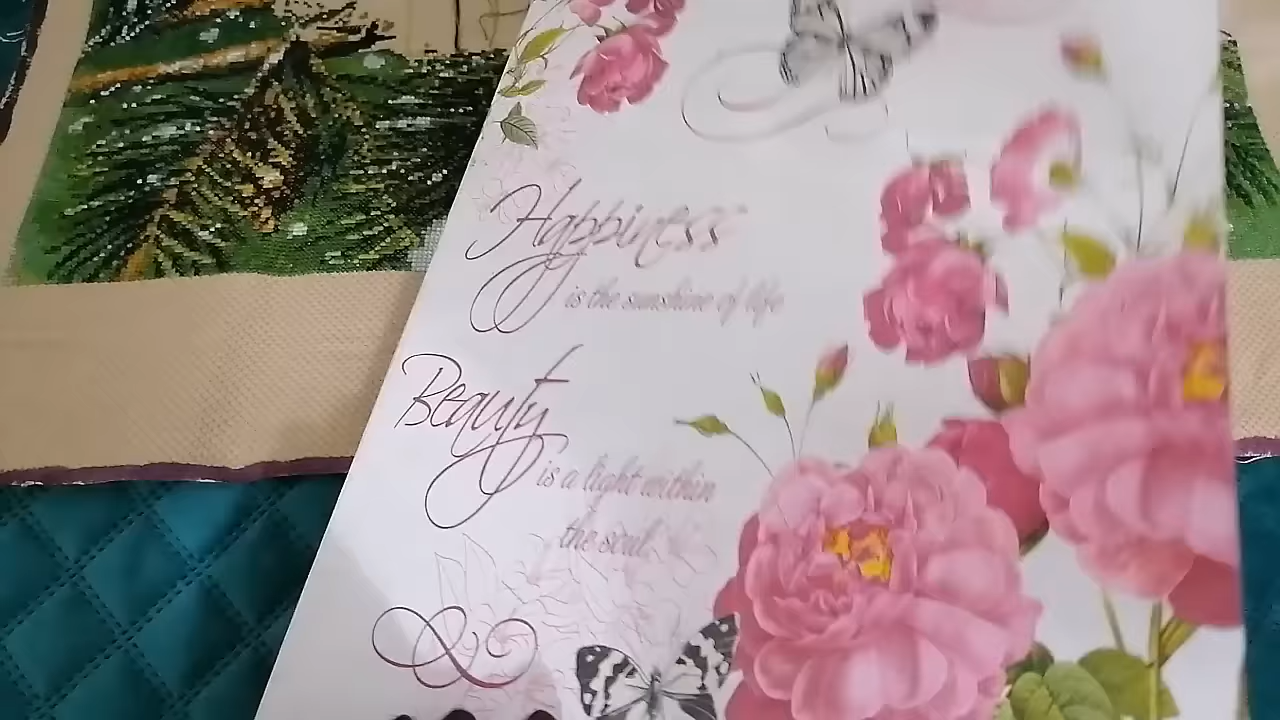 Happiness
is the sunshine of life
Beauty
is a light within
the soul